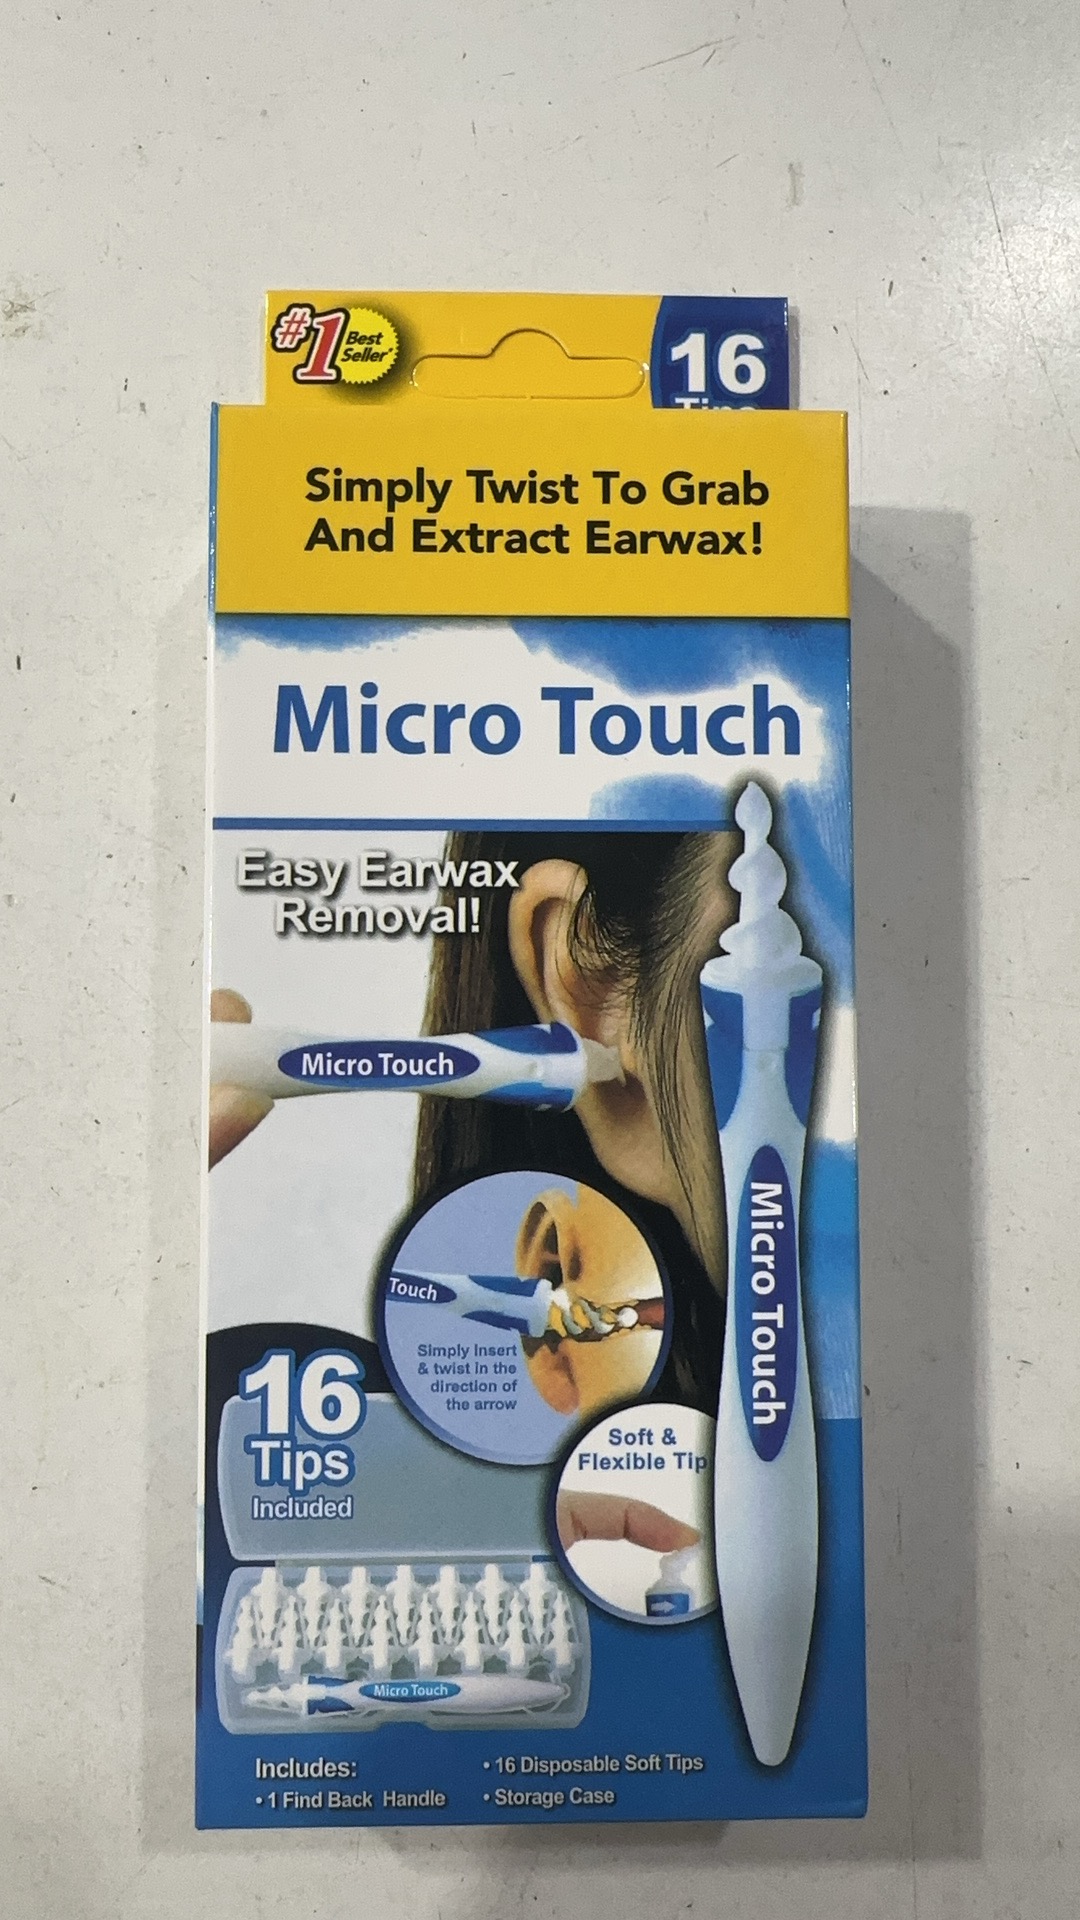 #1 Best
Seller*
16
Tips
Simply Twist To Grab
And Extract Earwax!
Micro Touch
Easy Earwax
Removal!
Micro Touch
Micro Touch
Touch
Simply Insert
& twist in the
direction of
the arrow
16
Tips
Included
Soft &
Flexible Tip
Micro Touch
Includes:
• 1 Find Back Handle
• 16 Disposable Soft Tips
• Storage Case